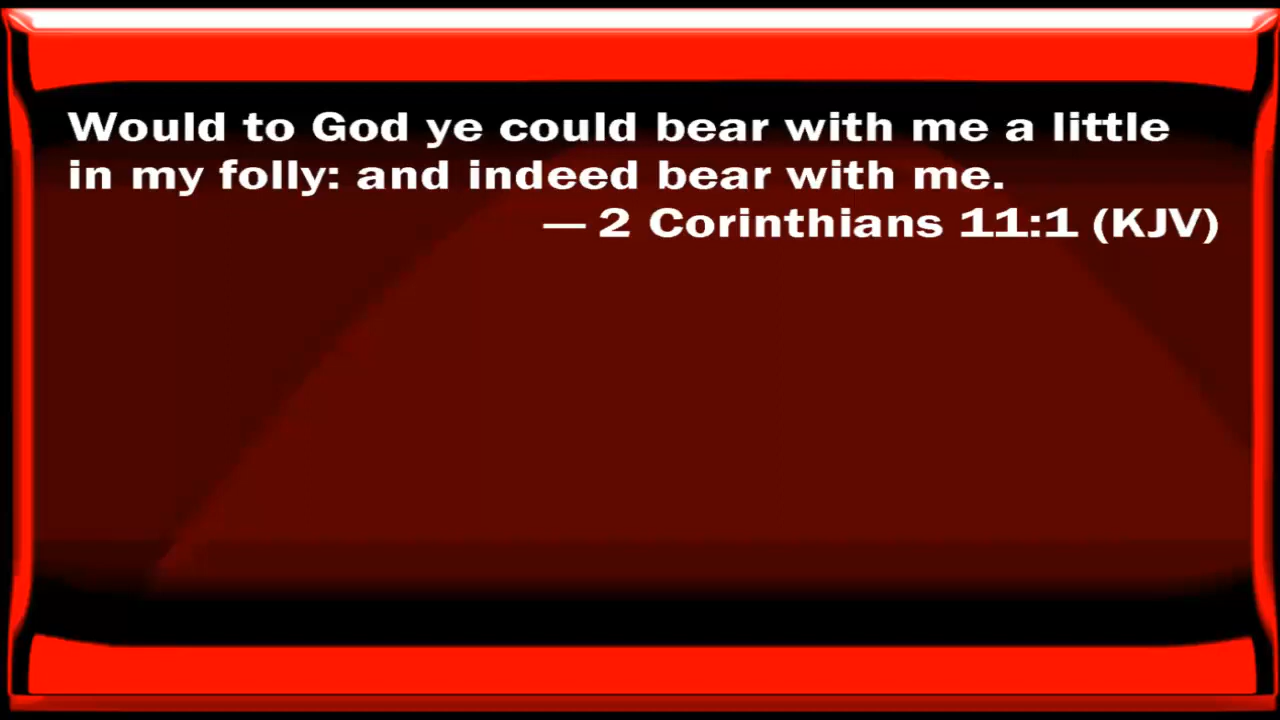 Would to God ye could bear with me a little
in my folly: and indeed bear with me.
— 2 Corinthians 11:1 (KJV)